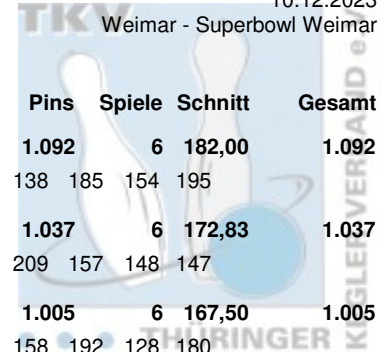 TKV
10.12.2023
Weimar - Superbowl Weimar
Pins Spiele Schnitt Gesamt
1.092 6 182,00 1.092
138 185 154 195
1.037 6 172,83 1.037
209 157 148 147
1.005 6 167,50 1.005
158 192 128 180
THÜRINGER
KEGLERVERBAND e.V.